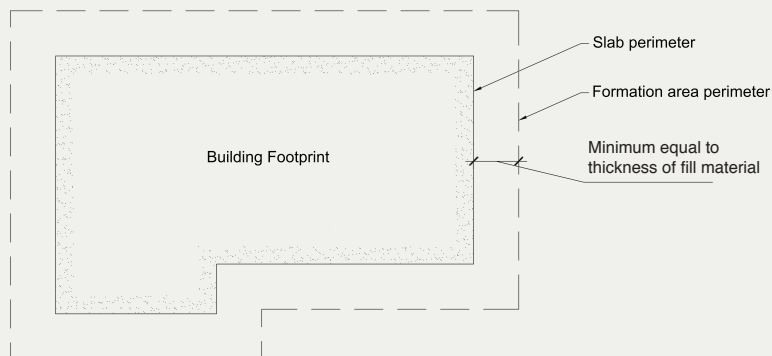 Slab perimeter
Formation area perimeter
Building Footprint
Minimum equal to
thickness of fill material